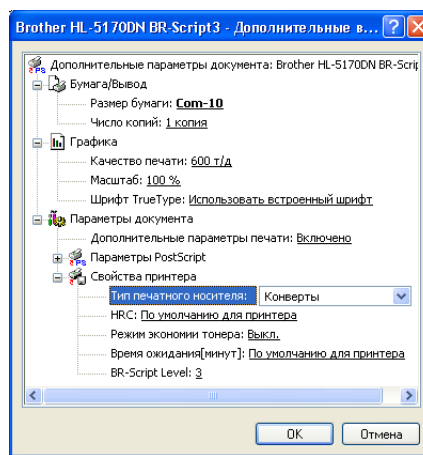 Brother HL-5170DN BR-Script3 - Дополнительные в...
Дополнительные параметры документа: Brother HL-5170DN BR-Scrip
Бумага/Вывод
Размер бумаги: Com-10
Число копий: 1 копия
Графика
Качество печати: 600 т/д
Масштаб: 100 %
Шрифт TrueType: Использовать встроенный шрифт
Параметры документа
Дополнительные параметры печати: Включено
Параметры PostScript
Свойства принтера
Тип печатного носителя: Конверты
HRC: По умолчанию для принтера
Режим экономии тонера: Выкл.
Время ожидания[минут]: По умолчанию для принтера
BR-Script Level: 3
OK Отмена